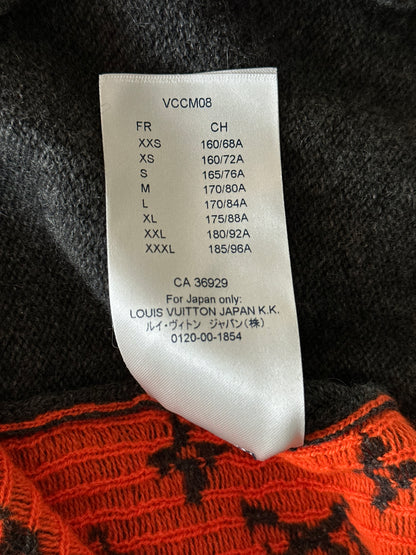 VCCM08
FR CH
XXS 160/68A
XS 160/72A
S 165/76A
M 170/80A
L 170/84A
XL 175/88A
XXL 180/92A
XXXL 185/96A
CA 36929
For Japan only:
LOUIS VUITTON JAPAN K.K.
ルイ・ヴィトン ジャパン(株)
0120-00-1854